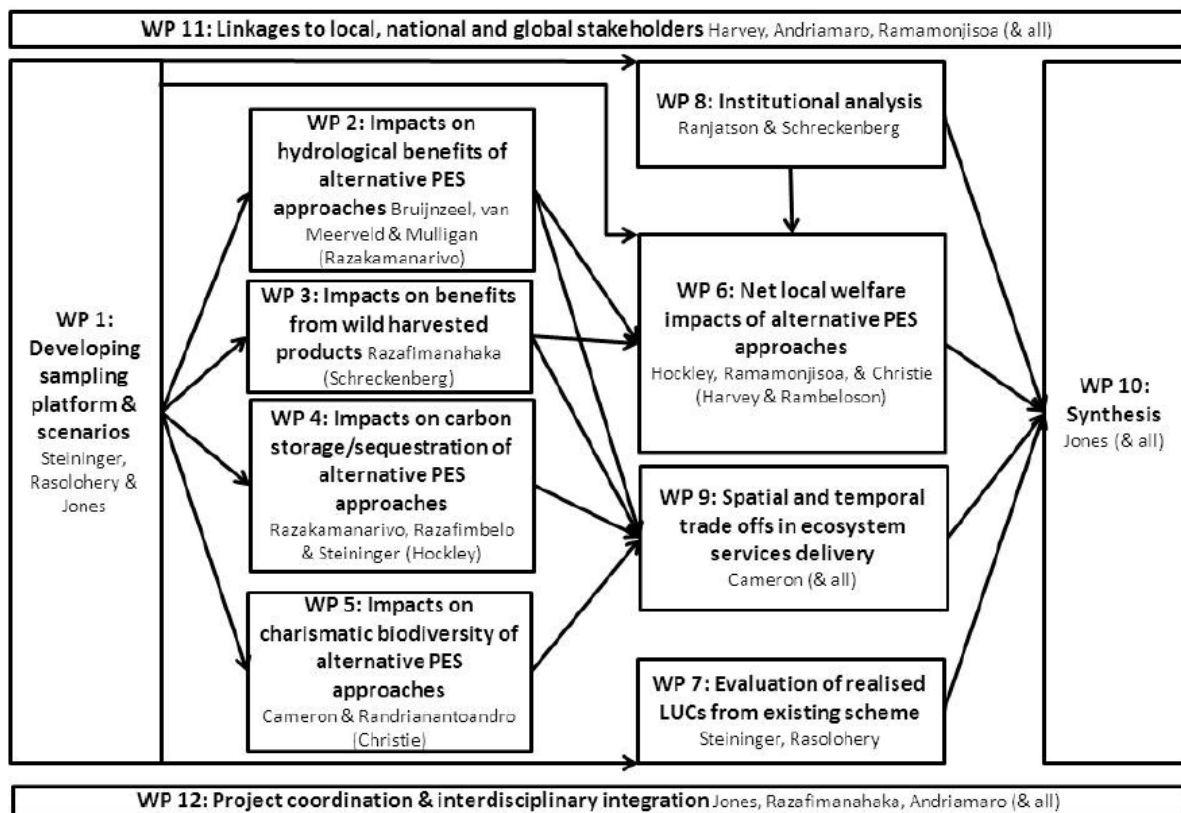 WP 11: Linkages to local, national and global stakeholders Harvey, Andriamaro, Ramamonjisoa (& all)
WP 1:
Developing
sampling
platform &
scenarios
Steininger,
Rasolohery &
Jones
WP 2: Impacts on
hydrological benefits of
alternative PES
approaches Bruijnzeel, van
Meerveld & Mulligan
(Razakamanarivo)
WP 3: Impacts on benefits
from wild harvested
products Razafimanahaka
(Schreckenberg)
WP 4: Impacts on carbon
storage/sequestration of
alternative PES
approaches
Razakamanarivo, Razafimbelo
& Steininger (Hockley)
WP 5: Impacts on
charismatic biodiversity of
alternative PES
approaches
Cameron & Randrianantoandro
(Christie)
WP 8: Institutional analysis
Ranjatson & Schreckenberg
WP 6: Net local welfare
impacts of alternative PES
approaches
Hockley, Ramamonjisoa, & Christie
(Harvey & Rambeloson)
WP 9: Spatial and temporal
trade offs in ecosystem
services delivery
Cameron (& all)
WP 7: Evaluation of realised
LUCs from existing scheme
Steininger, Rasolohery
WP 10:
Synthesis
Jones (& all)
WP 12: Project coordination & interdisciplinary integration Jones, Razafimanahaka, Andriamaro (& all)